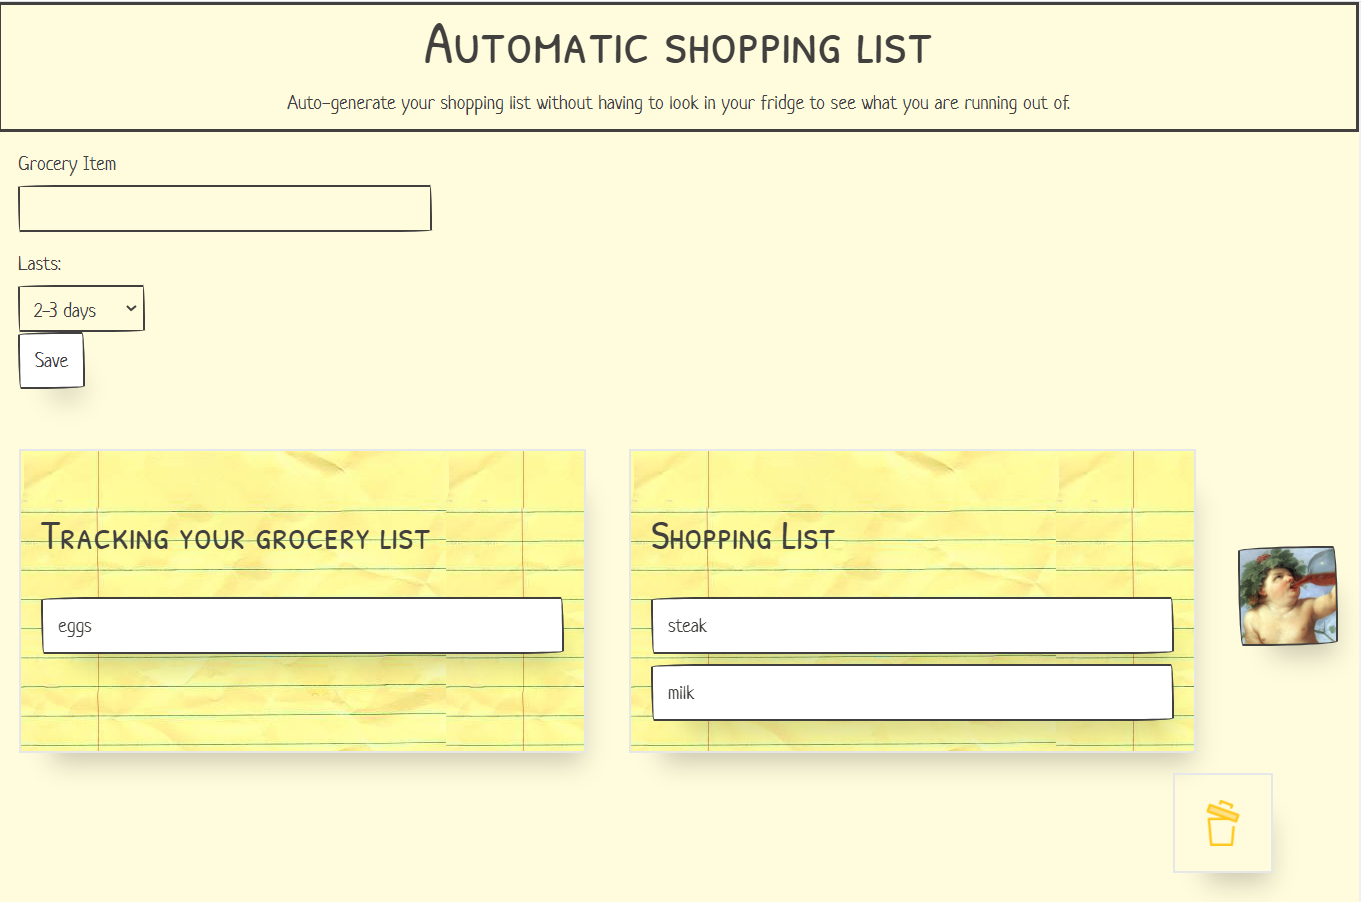 Automatic shopping list
Auto-generate your shopping list without having to look in your fridge to see what you are running out of.
Grocery Item
Lasts:
2-3 days
Save
Tracking your grocery list
eggs
Shopping List
steak
milk